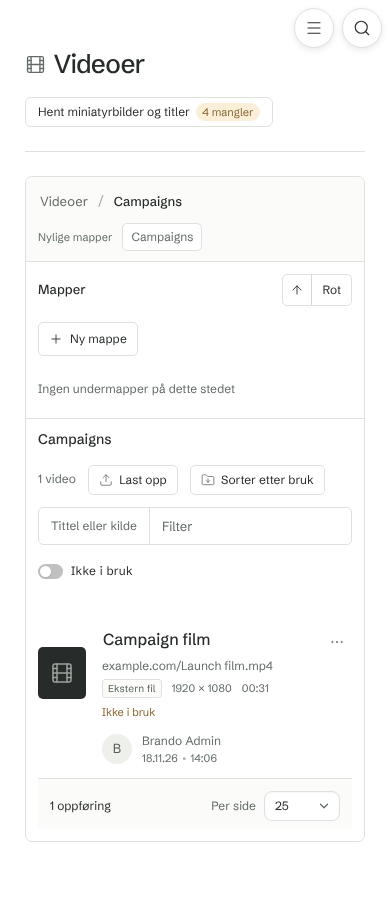 Videoer
Hent miniatyrbilder og titler 4 mangler
Videoer / Campaigns
Nylige mapper Campaigns
Mapper Rot
Ny mappe
Ingen undermapper på dette stedet
Campaigns
1 video Last opp Sorter etter bruk
Tittel eller kilde Filter
Ikke i bruk
Campaign film
example.com/Launch film.mp4
Ekstern fil 1920 × 1080 00:31
Ikke i bruk
B Brando Admin
18.11.26 • 14:06
1 oppføring Per side 25